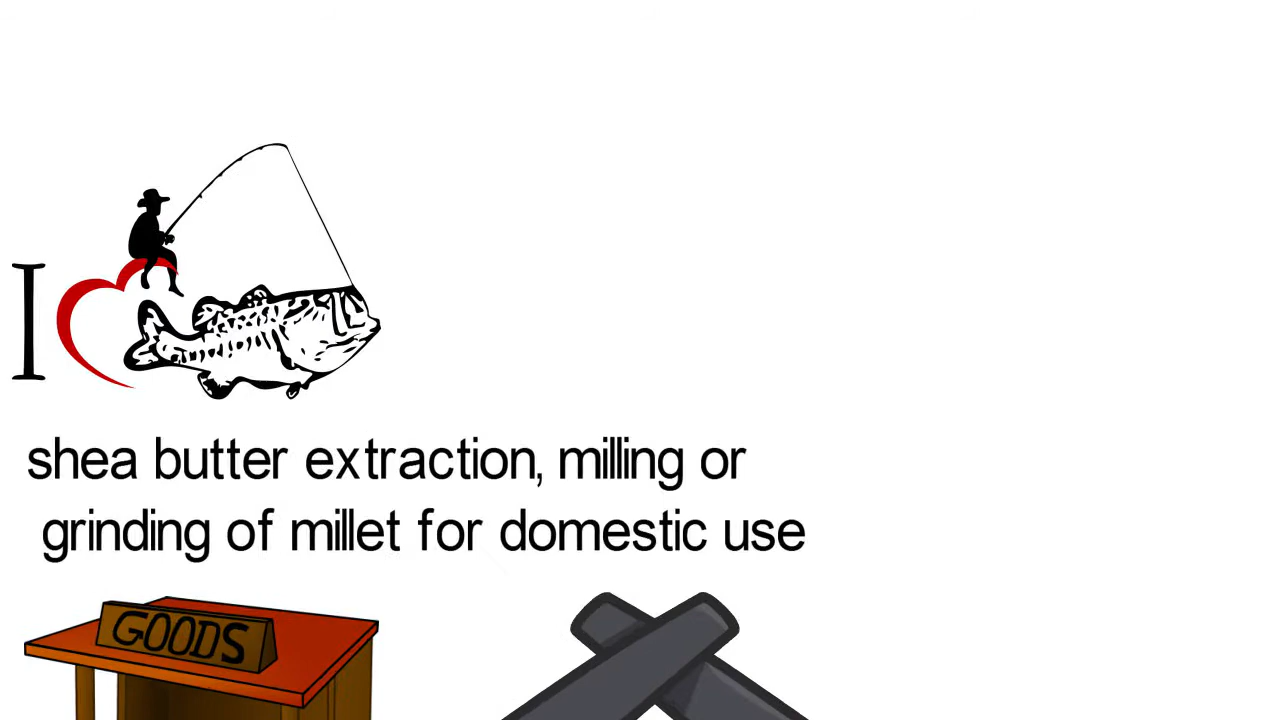 I
shea butter extraction, milling or
grinding of millet for domestic use
GOODS